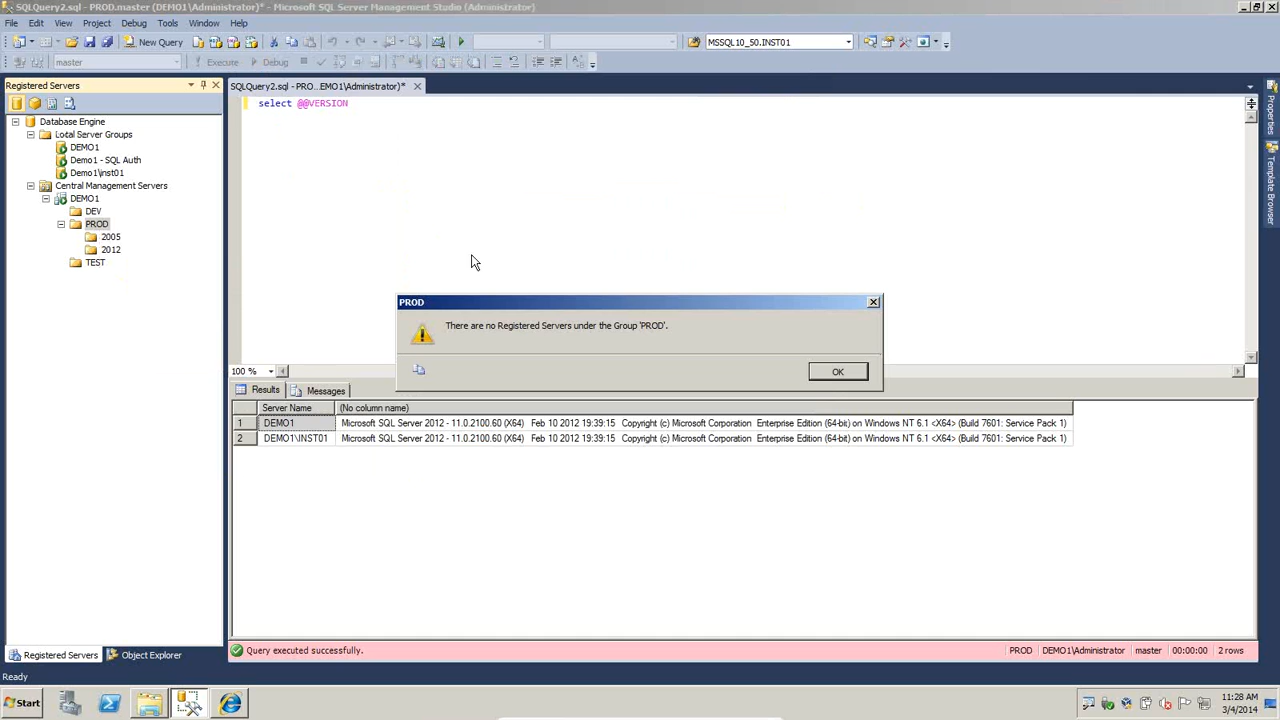 SQLQuery2.sql - PROD.master (DEMO1\Administrator)* - Microsoft SQL Server Management Studio (Administrator)
File Edit View Project Debug Tools Window Help
New Query
MSSQL10_50.INST01
master
Execute
Debug
Registered Servers
SQLQuery2.sql - PRO...EMO1\Administrator)*
Database Engine
Local Server Groups
DEMO1
Demo1 - SQL Auth
Demo1\inst01
Central Management Servers
DEMO1
DEV
PROD
2005
2012
TEST
select @@VERSION
Properties
Template Browser
PROD
There are no Registered Servers under the Group 'PROD'.
OK
100 %
Results Messages
Server Name (No column name)
1 DEMO1 Microsoft SQL Server 2012 - 11.0.2100.60 (X64) Feb 10 2012 19:39:15 Copyright (c) Microsoft Corporation Enterprise Edition (64-bit) on Windows NT 6.1 <X64> (Build 7601: Service Pack 1)
2 DEMO1\INST01 Microsoft SQL Server 2012 - 11.0.2100.60 (X64) Feb 10 2012 19:39:15 Copyright (c) Microsoft Corporation Enterprise Edition (64-bit) on Windows NT 6.1 <X64> (Build 7601: Service Pack 1)
Registered Servers Object Explorer
Query executed successfully.
PROD DEMO1\Administrator master 00:00:00 2 rows
Ready
Start
11:28 AM
3/4/2014